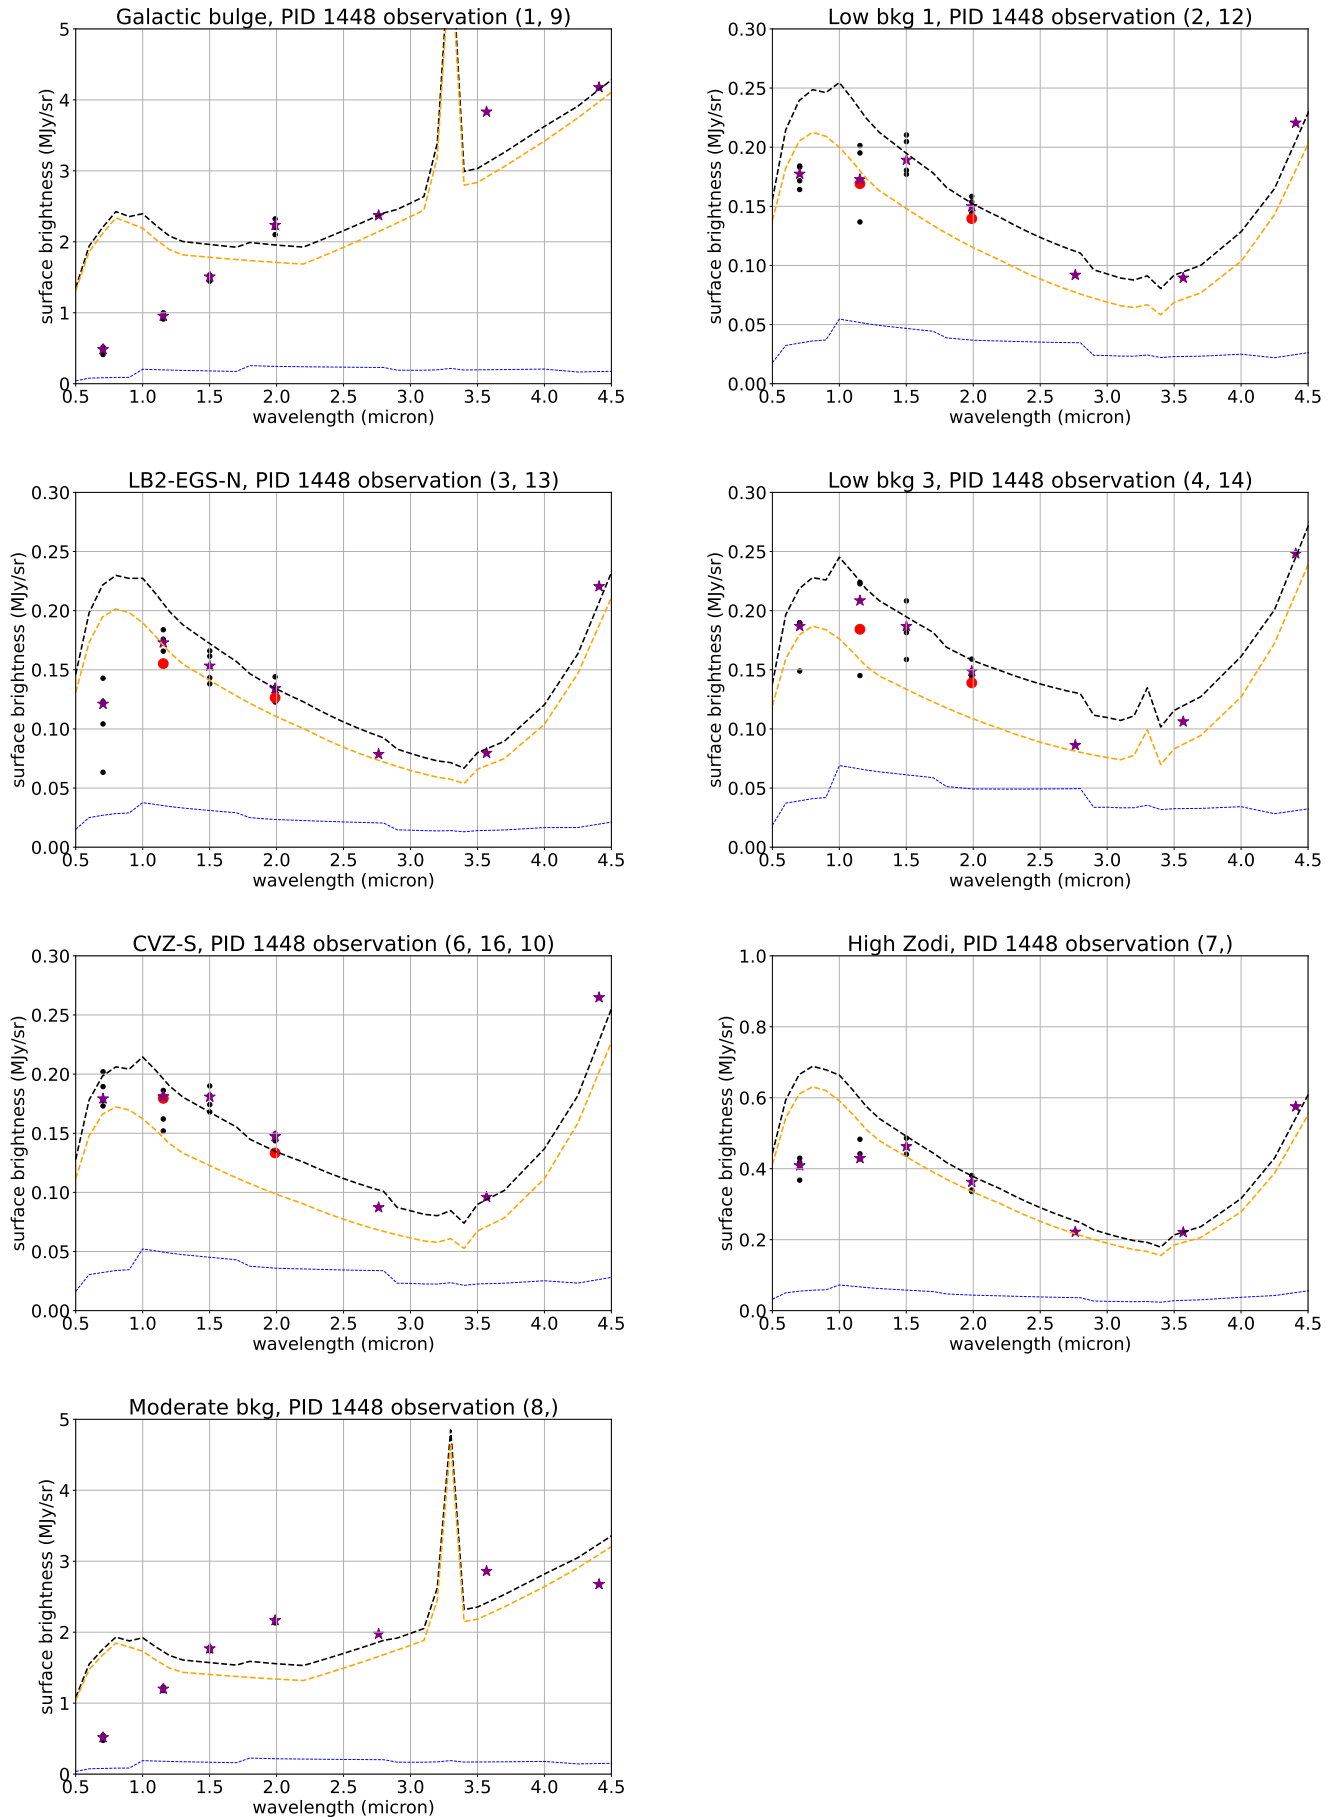 Galactic bulge, PID 1448 observation (1, 9)
surface brightness (MJy/sr)
5
4
3
2
1
0
0.5 1.0 1.5 2.0 2.5 3.0 3.5 4.0 4.5
wavelength (micron)
Low bkg 1, PID 1448 observation (2, 12)
surface brightness (MJy/sr)
0.30
0.25
0.20
0.15
0.10
0.05
0.00
0.5 1.0 1.5 2.0 2.5 3.0 3.5 4.0 4.5
wavelength (micron)
LB2-EGS-N, PID 1448 observation (3, 13)
surface brightness (MJy/sr)
0.30
0.25
0.20
0.15
0.10
0.05
0.00
0.5 1.0 1.5 2.0 2.5 3.0 3.5 4.0 4.5
wavelength (micron)
Low bkg 3, PID 1448 observation (4, 14)
surface brightness (MJy/sr)
0.30
0.25
0.20
0.15
0.10
0.05
0.00
0.5 1.0 1.5 2.0 2.5 3.0 3.5 4.0 4.5
wavelength (micron)
CVZ-S, PID 1448 observation (6, 16, 10)
surface brightness (MJy/sr)
0.30
0.25
0.20
0.15
0.10
0.05
0.00
0.5 1.0 1.5 2.0 2.5 3.0 3.5 4.0 4.5
wavelength (micron)
High Zodi, PID 1448 observation (7,)
surface brightness (MJy/sr)
1.0
0.8
0.6
0.4
0.2
0.0
0.5 1.0 1.5 2.0 2.5 3.0 3.5 4.0 4.5
wavelength (micron)
Moderate bkg, PID 1448 observation (8,)
surface brightness (MJy/sr)
5
4
3
2
1
0
0.5 1.0 1.5 2.0 2.5 3.0 3.5 4.0 4.5
wavelength (micron)